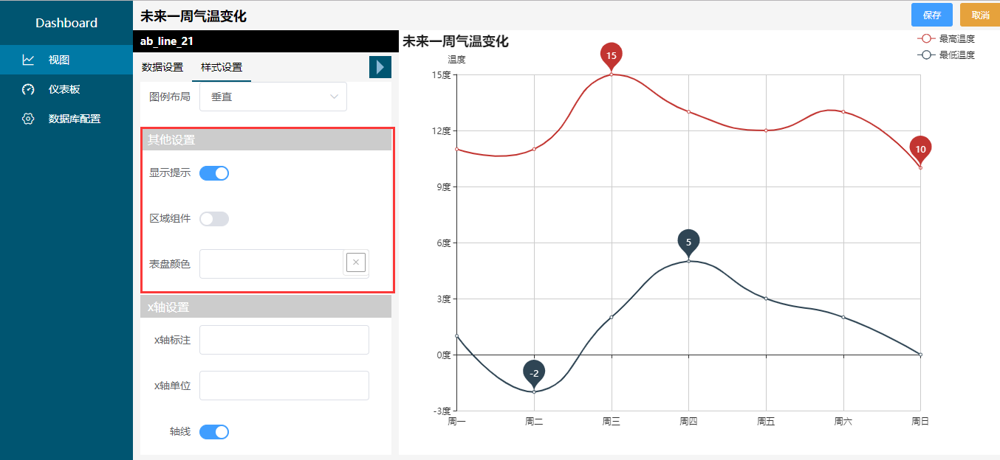 Dashboard
视图
仪表板
数据库配置
未来一周气温变化
保存
取消
ab_line_21
数据设置
样式设置
图例布局
垂直
其他设置
显示提示
区域组件
表盘颜色
x轴设置
x轴标注
x轴单位
轴线
未来一周气温变化
最高温度
最低温度
温度
15度
12度
9度
6度
3度
0度
-3度
15
10
5
-2
周一
周二
周三
周四
周五
周六
周日